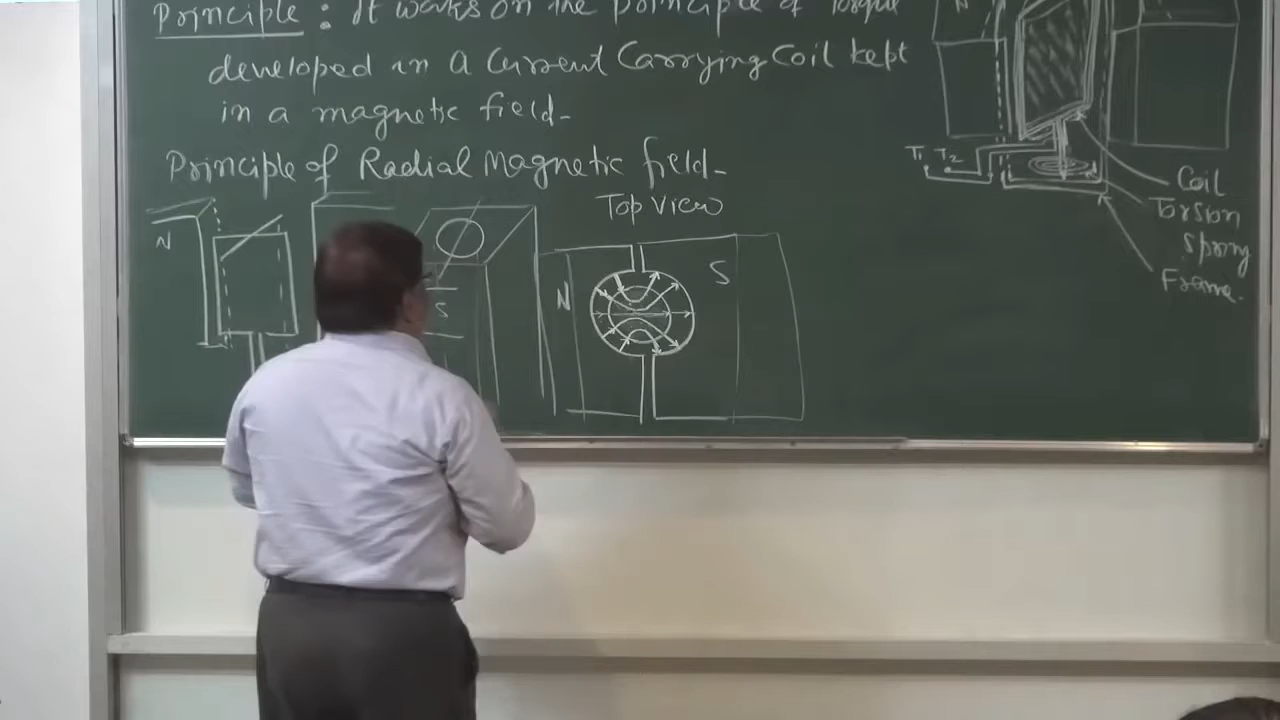 Principle : It works on the principle of Torque
developed in a Current Carrying Coil kept
in a magnetic field-
Principle of Radial Magnetic field-
Top View
N
S
N
S
N
T1
T2
Coil
Torsion
Spring
Frame.